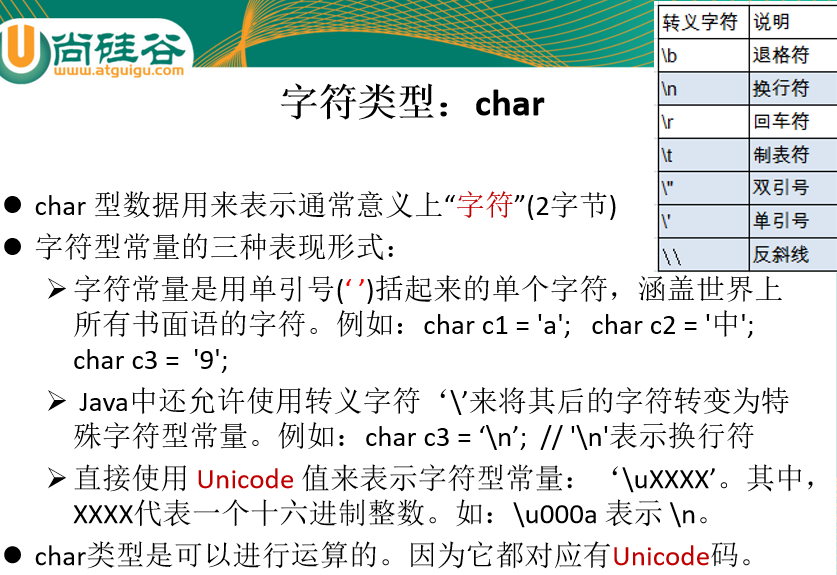 尚硅谷
www.atguigu.com
转义字符 说明
\b 退格符
\n 换行符
\r 回车符
\t 制表符
\" 双引号
\' 单引号
\\ 反斜线
字符类型：char
● char 型数据用来表示通常意义上“字符”(2字节)
● 字符型常量的三种表现形式：
➢ 字符常量是用单引号(‘ ’)括起来的单个字符，涵盖世界上
所有书面语的字符。例如：char c1 = 'a'; char c2 = '中';
char c3 = '9';
➢ Java中还允许使用转义字符‘\’来将其后的字符转变为特
殊字符型常量。例如：char c3 = ‘\n’; // '\n'表示换行符
➢ 直接使用 Unicode 值来表示字符型常量：‘\uXXXX’。其中，
XXXX代表一个十六进制整数。如：\u000a 表示 \n。
● char类型是可以进行运算的。因为它都对应有Unicode码。